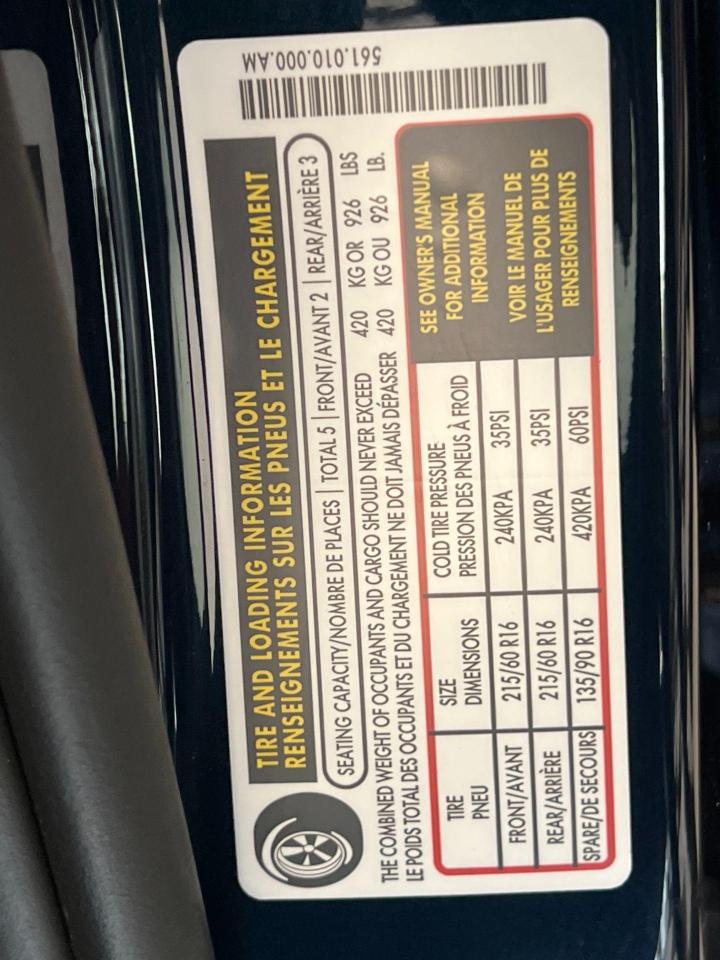 561.010.000.AM
TIRE AND LOADING INFORMATION
RENSEIGNEMENTS SUR LES PNEUS ET LE CHARGEMENT
SEATING CAPACITY/NOMBRE DE PLACES | TOTAL 5 | FRONT/AVANT 2 | REAR/ARRIÈRE 3
THE COMBINED WEIGHT OF OCCUPANTS AND CARGO SHOULD NEVER EXCEED 420 KG OR 926 LBS
LE POIDS TOTAL DES OCCUPANTS ET DU CHARGEMENT NE DOIT JAMAIS DÉPASSER 420 KG OU 926 LB.
TIRE
PNEU
SIZE
DIMENSIONS
COLD TIRE PRESSURE
PRESSION DES PNEUS À FROID
FRONT/AVANT 215/60 R16 240KPA 35PSI
REAR/ARRIÈRE 215/60 R16 240KPA 35PSI
SPARE/DE SECOURS 135/90 R16 420KPA 60PSI
SEE OWNER'S MANUAL
FOR ADDITIONAL
INFORMATION
VOIR LE MANUEL DE
L'USAGER POUR PLUS DE
RENSEIGNEMENTS